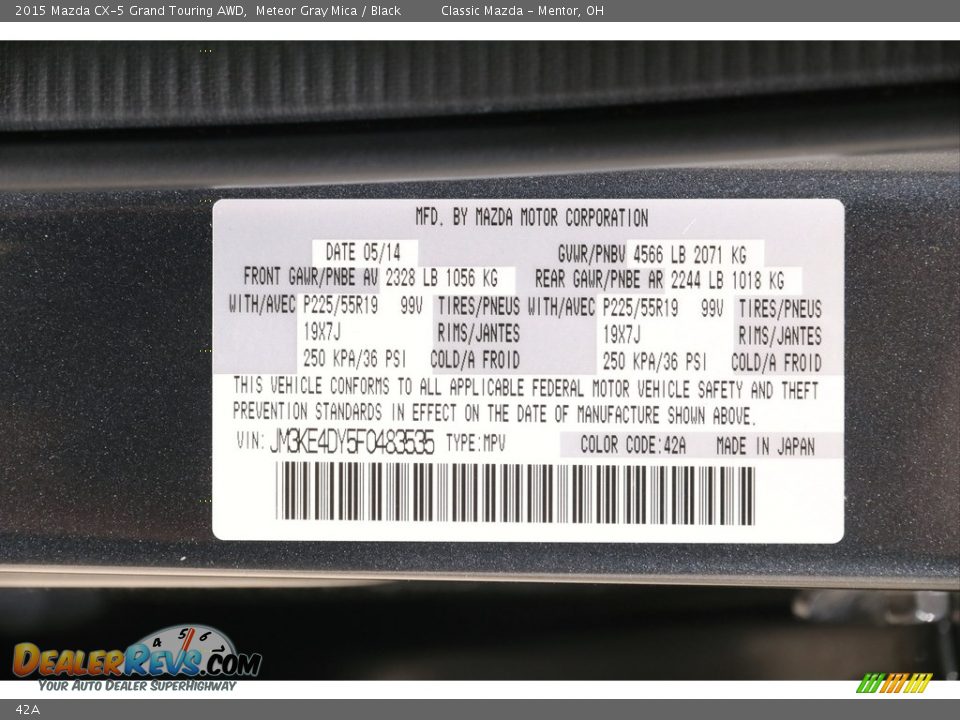 2015 Mazda CX-5 Grand Touring AWD, Meteor Gray Mica / Black Classic Mazda - Mentor, OH
MFD. BY MAZDA MOTOR CORPORATION
DATE 05/14 GVWR/PNBV 4566 LB 2071 KG
FRONT GAWR/PNBE AV 2328 LB 1056 KG REAR GAWR/PNBE AR 2244 LB 1018 KG
WITH/AVEC P225/55R19 99V TIRES/PNEUS WITH/AVEC P225/55R19 99V TIRES/PNEUS
19X7J RIMS/JANTES 19X7J RIMS/JANTES
250 KPA/36 PSI COLD/A FROID 250 KPA/36 PSI COLD/A FROID
THIS VEHICLE CONFORMS TO ALL APPLICABLE FEDERAL MOTOR VEHICLE SAFETY AND THEFT
PREVENTION STANDARDS IN EFFECT ON THE DATE OF MANUFACTURE SHOWN ABOVE.
VIN: JM3KE4DY5F0483535 TYPE:MPV COLOR CODE:42A MADE IN JAPAN
4 5 6
DEALERREVS.COM
YOUR AUTO DEALER SUPERHIGHWAY
42A